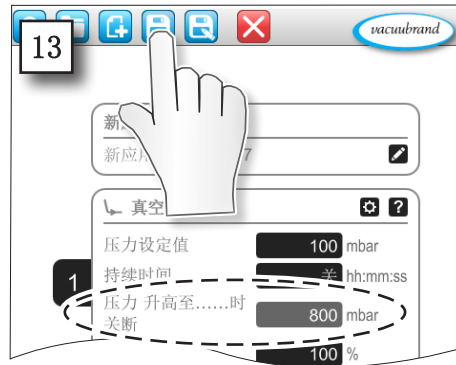 13
vacuubrand
新
新应 7
真空
压力设定值 100 mbar
1
持续时间 关 hh:mm:ss
压力 升高至……时
关断 800 mbar
100 %